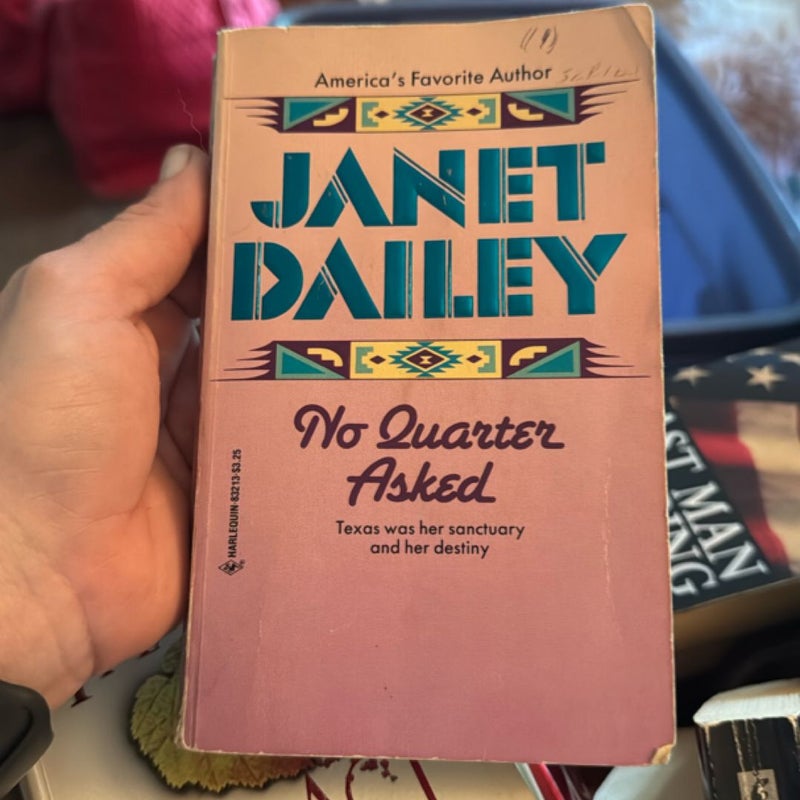 America's Favorite Author
JANET
DAILEY
No Quarter
Asked
Texas was her sanctuary
and her destiny
HARLEQUIN·83213·$3.25
MAN